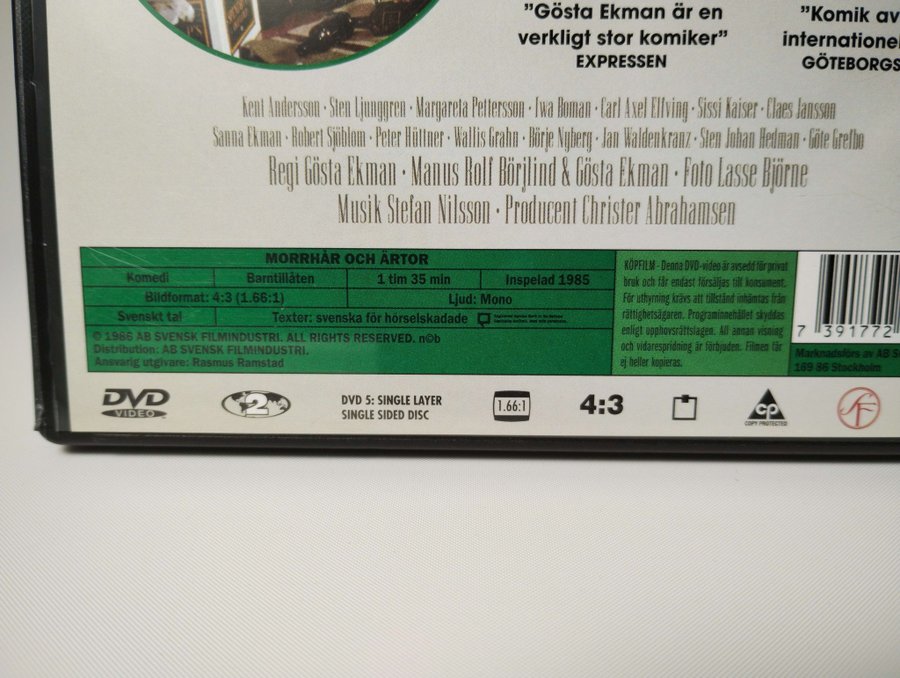 "Gösta Ekman är en
verkligt stor komiker"
EXPRESSEN
"Komik av
internationel
GÖTEBORGS
Kent Andersson · Sten Ljunggren · Margareta Pettersson · Iwa Boman · Carl Axel Elfving · Sissi Kaiser · Claes Jansson
Sanna Ekman · Robert Sjöblom · Peter Hüttner · Wallis Grahn · Börje Nyberg · Jan Waldenkranz · Sten Johan Hedman · Göte Grefbo
Regi Gösta Ekman · Manus Rolf Börjlind & Gösta Ekman · Foto Lasse Björne
Musik Stefan Nilsson · Producent Christer Abrahamsen
MORRHÅR OCH ÄRTOR
Komedi Barntillåten 1 tim 35 min Inspelad 1985
Bildformat: 4:3 (1.66:1) Ljud: Mono
Svenskt tal Texter: svenska för hörselskadade
© 1986 AB SVENSK FILMINDUSTRI. ALL RIGHTS RESERVED. n©b
Distribution: AB SVENSK FILMINDUSTRI.
Ansvarig utgivare: Rasmus Ramstad
KÖPFILM - Denna DVD-video är avsedd för privat
bruk och får endast försäljas till konsument.
För uthyrning krävs att tillstånd inhämtas från
rättighetsägaren. Programinnehållet skyddas
enligt upphovsrättslagen. All annan visning
och vidarespridning är förbjuden. Filmen får
ej heller kopieras.
7 391772
Marknadsförs av AB S
169 86 Stockholm
DVD
VIDEO
2
DVD 5: SINGLE LAYER
SINGLE SIDED DISC
1.66:1
4:3
CP
COPY PROTECTED
SF